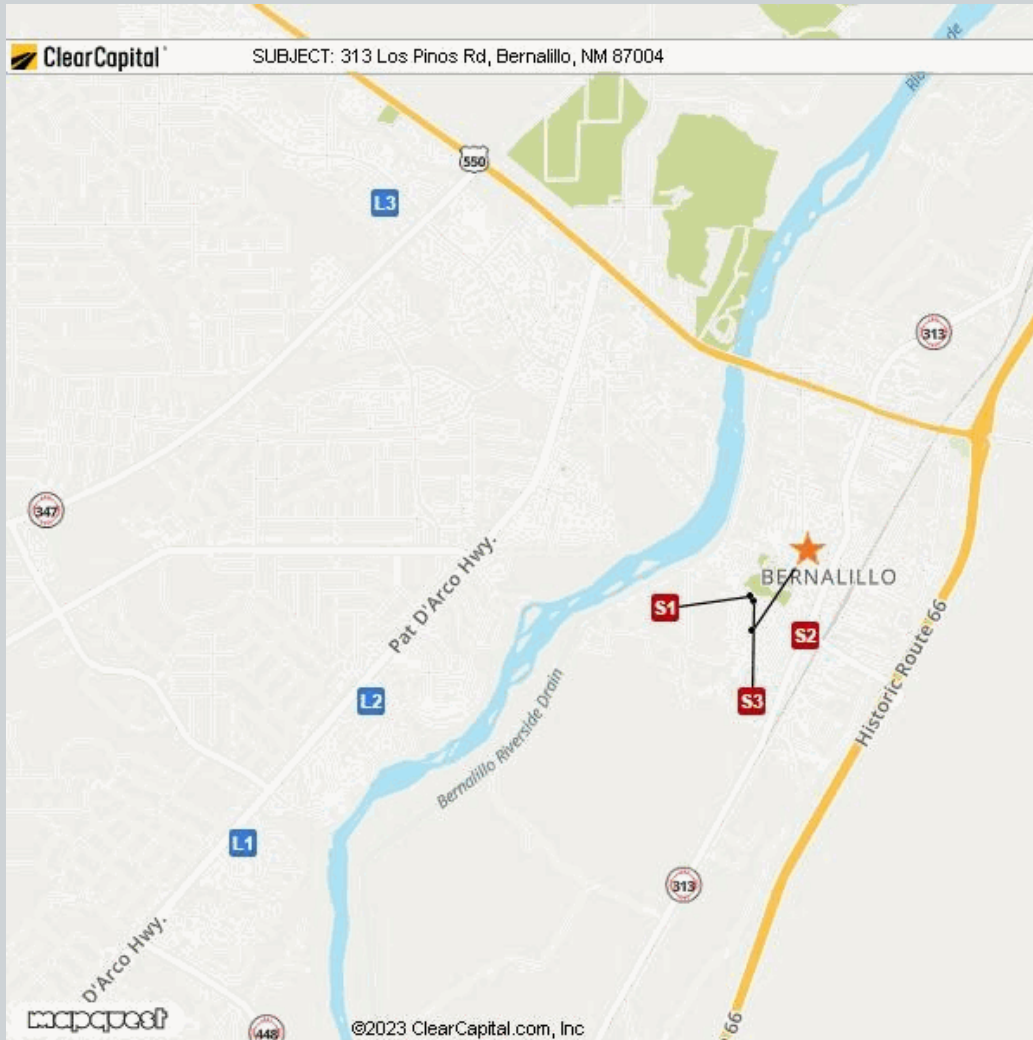 ClearCapital
SUBJECT: 313 Los Pinos Rd, Bernalillo, NM 87004
550
L3
313
347
BERNALILLO
S1
S2
S3
Pat D'Arco Hwy.
L2
Historic Route 66
Bernalillo Riverside Drain
L1
313
D'Arco Hwy.
mapquest
448
©2023 ClearCapital.com, Inc
66